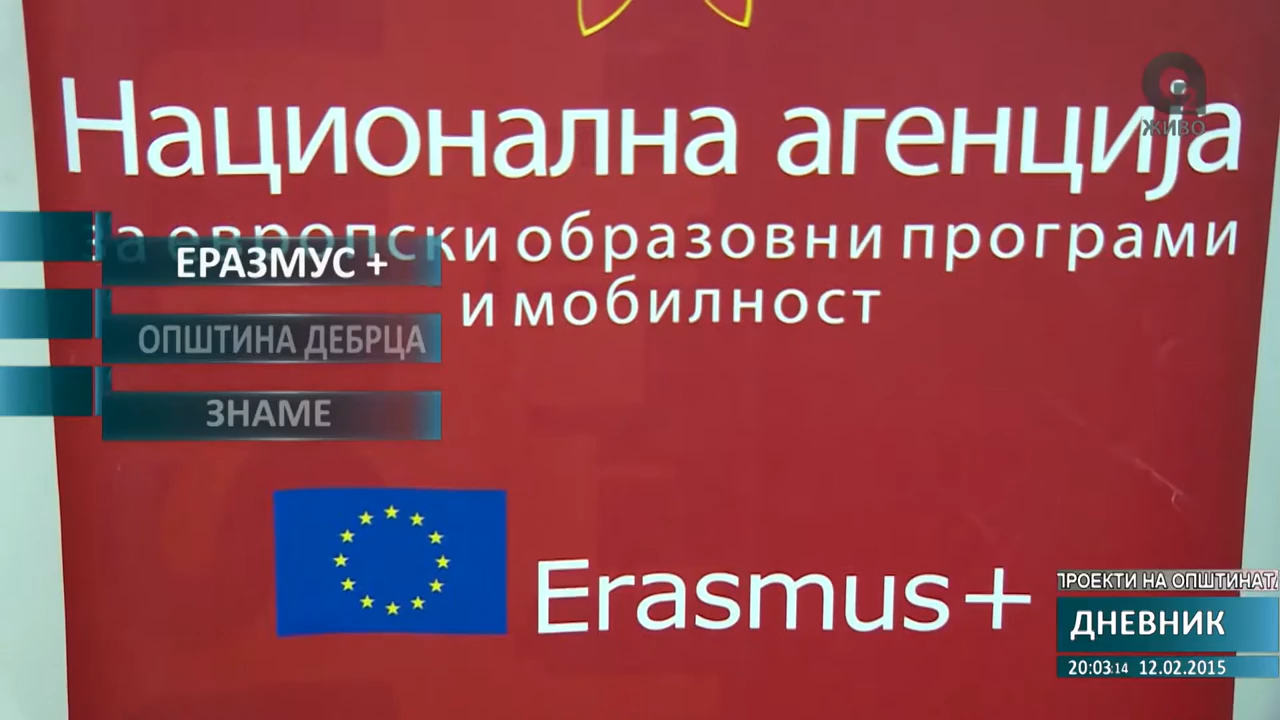 Национална агенција
ЖИВО
за европски образовни програми
и мобилност
ЕРАЗМУС +
ОПШТИНА ДЕБРЦА
ЗНАМЕ
Erasmus+
ПРОЕКТИ НА
ДНЕВНИК
20:03:14 12.02.2015